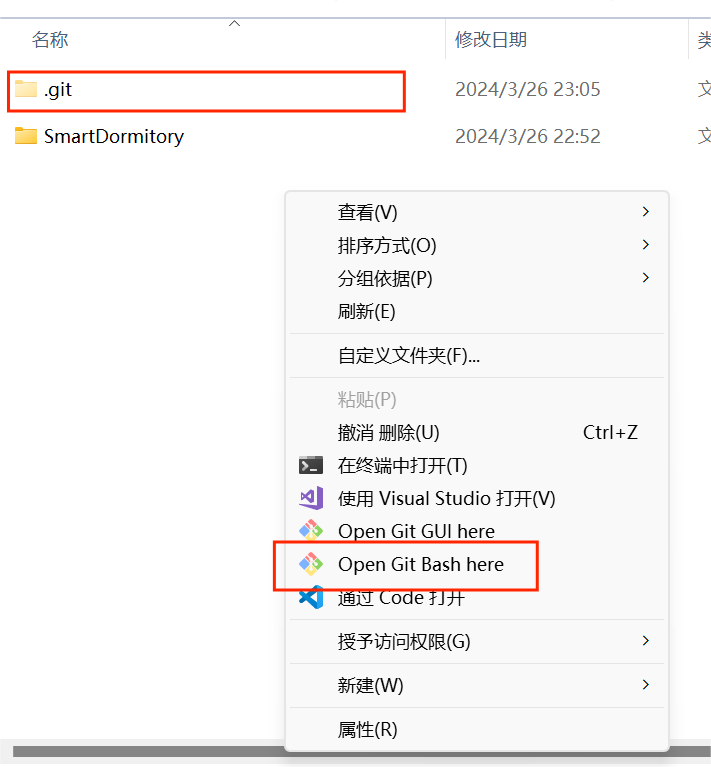 名称 修改日期 类
.git 2024/3/26 23:05 文
SmartDormitory 2024/3/26 22:52 文
查看(V)
排序方式(O)
分组依据(P)
刷新(E)
自定义文件夹(F)...
粘贴(P)
撤消 删除(U) Ctrl+Z
在终端中打开(T)
使用 Visual Studio 打开(V)
Open Git GUI here
Open Git Bash here
通过 Code 打开
授予访问权限(G)
新建(W)
属性(R)